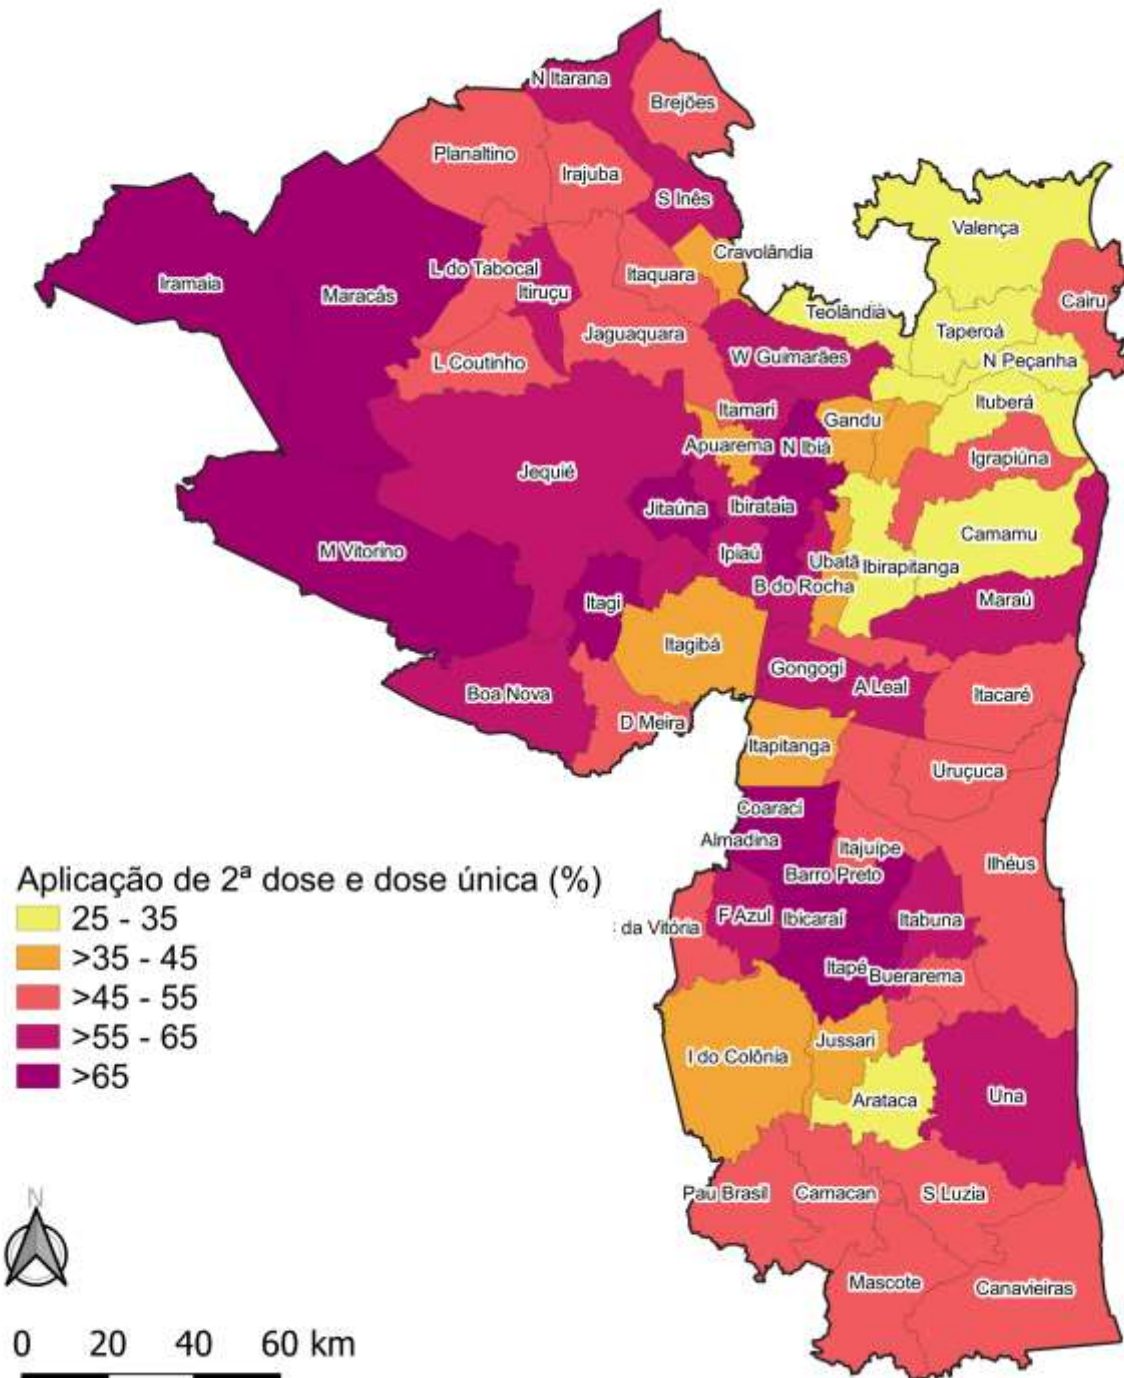 N Itarana
Brejões
Planaltino
Irajuba
S Inês
Valença
Cravolândia
L do Tabocal
Itaquara
Iramaia
Maracás
Itiruçu
Cairu
Teolândia
Taperoá
Jaguaquara
W Guimarães
N Peçanha
L Coutinho
Ituberá
Itamari
Gandu
Apuarema
N Ibiá
Igrapiúna
Jequié
Jitaúna
Ibirataia
Camamu
M Vitorino
Ipiaú
Ubatã
Ibirapitanga
B do Rocha
Itagi
Maraú
Itagibá
Gongogi
A Leal
Boa Nova
Itacaré
D Meira
Itapitanga
Uruçuca
Coaraci
Almadina
Itajuípe
Ilhéus
Barro Preto
F Azul
Ibicaraí
Itabuna
da Vitória
Itapé
Buerarema
Jussari
I do Colônia
Arataca
Una
Pau Brasil
Camacan
S Luzia
Mascote
Canavieiras
Aplicação de 2ª dose e dose única (%)
25 - 35
>35 - 45
>45 - 55
>55 - 65
>65
N
0 20 40 60 km